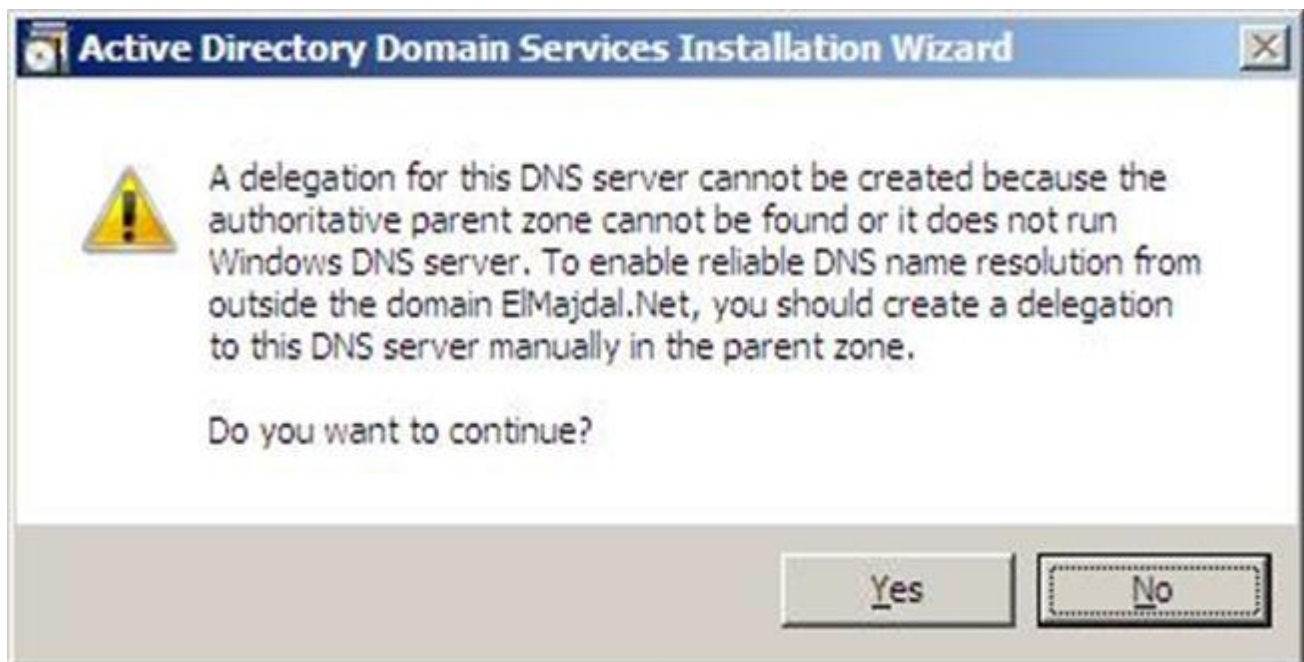 Active Directory Domain Services Installation Wizard
A delegation for this DNS server cannot be created because the
authoritative parent zone cannot be found or it does not run
Windows DNS server. To enable reliable DNS name resolution from
outside the domain ElMajdal.Net, you should create a delegation
to this DNS server manually in the parent zone.
Do you want to continue?
Yes
No